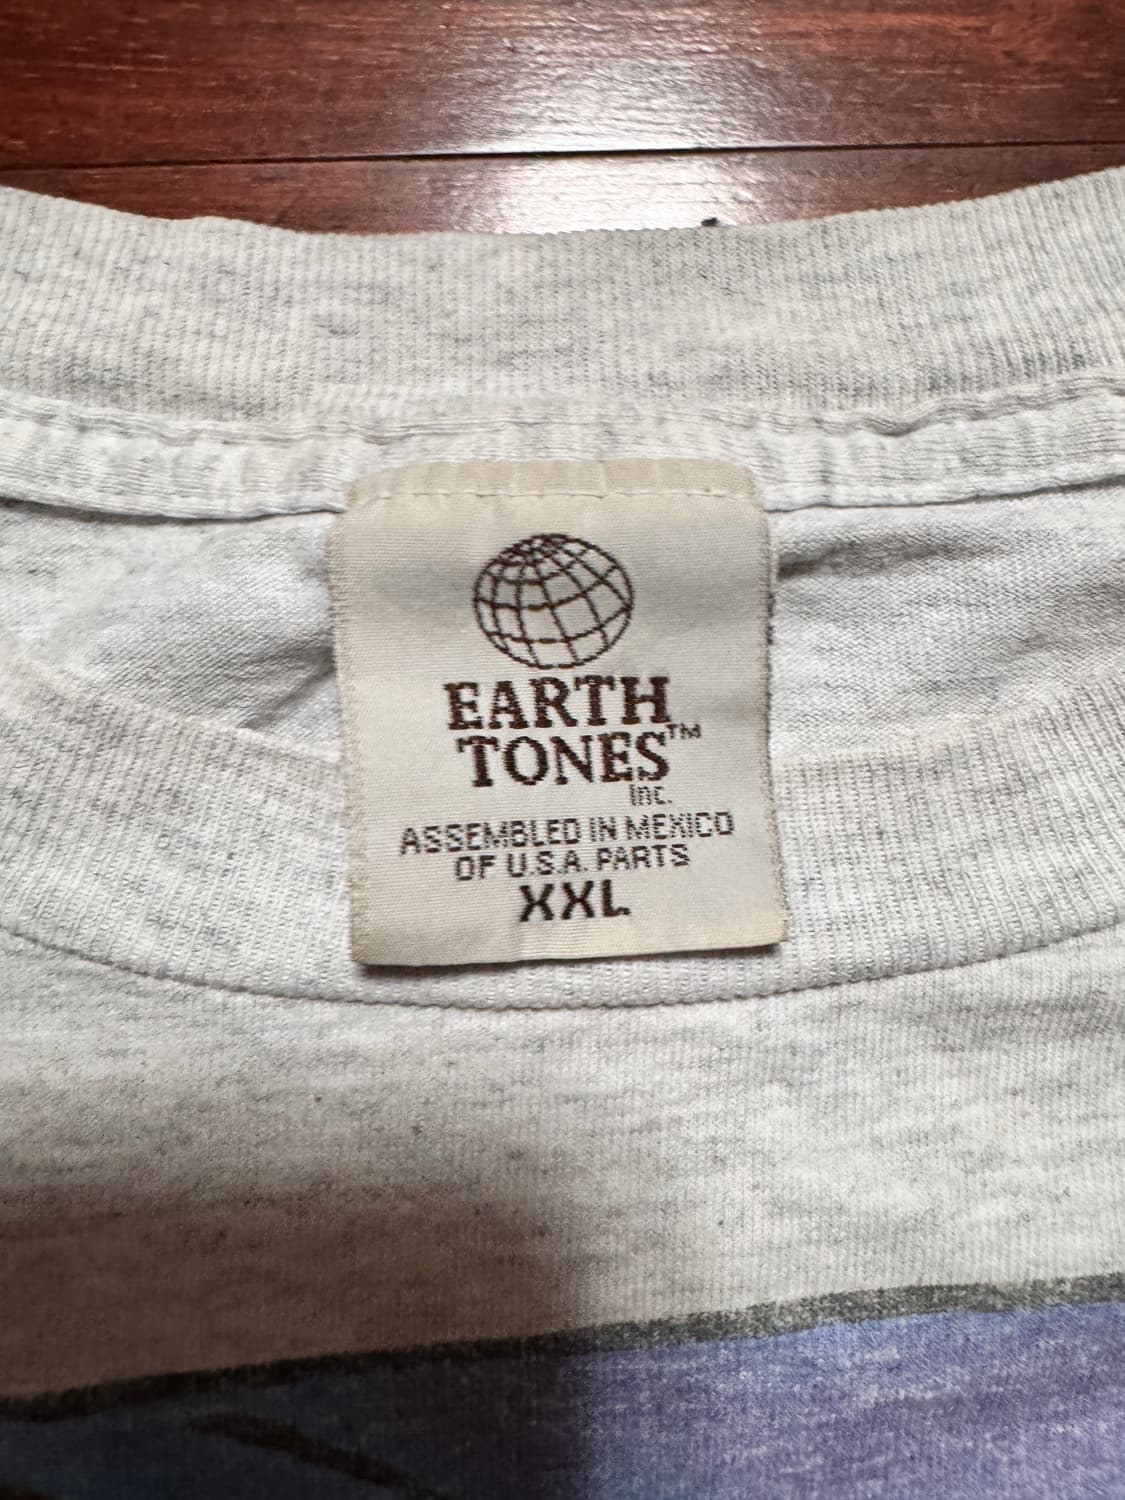 EARTH
TONES™
Inc.
ASSEMBLED IN MEXICO
OF U.S.A. PARTS
XXL